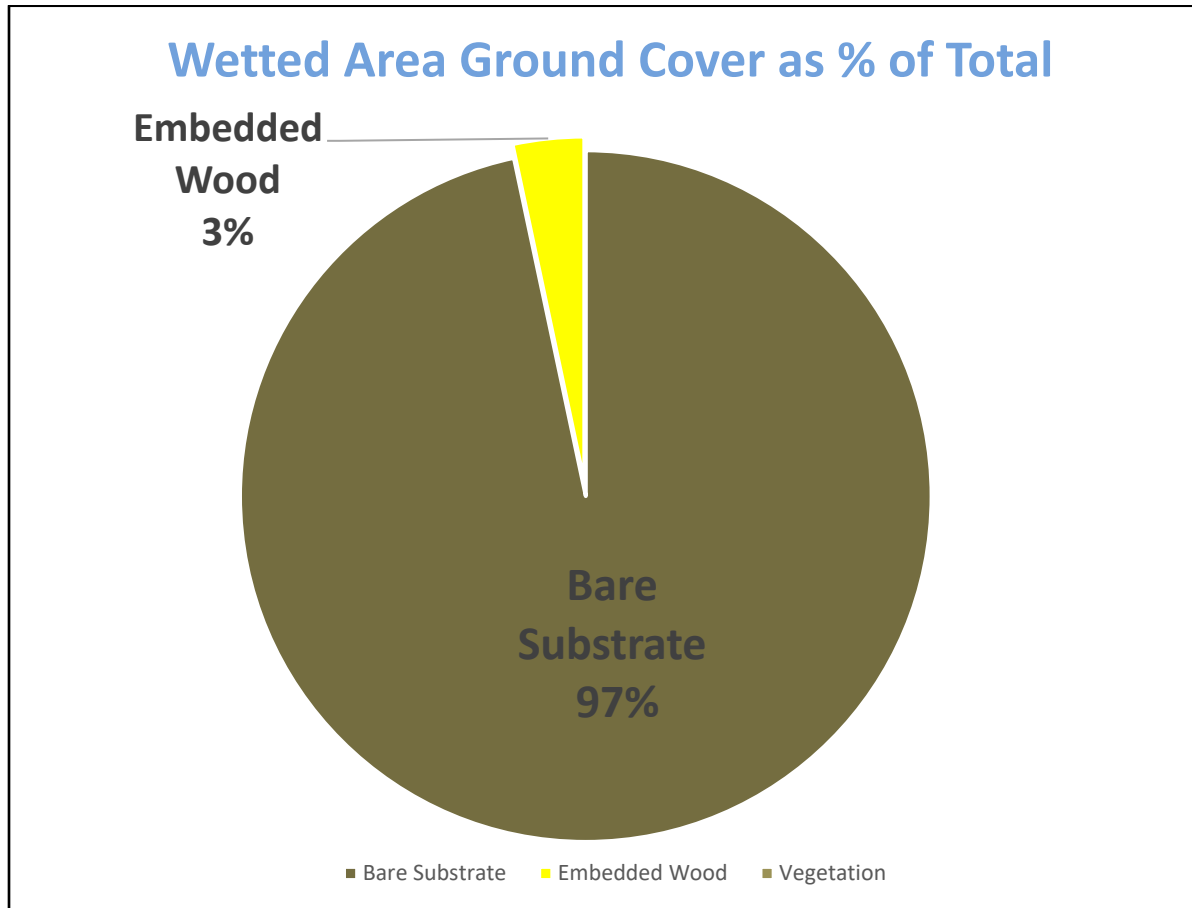 Wetted Area Ground Cover as % of Total
Embedded
Wood
3%
Bare
Substrate
97%
Bare Substrate Embedded Wood Vegetation